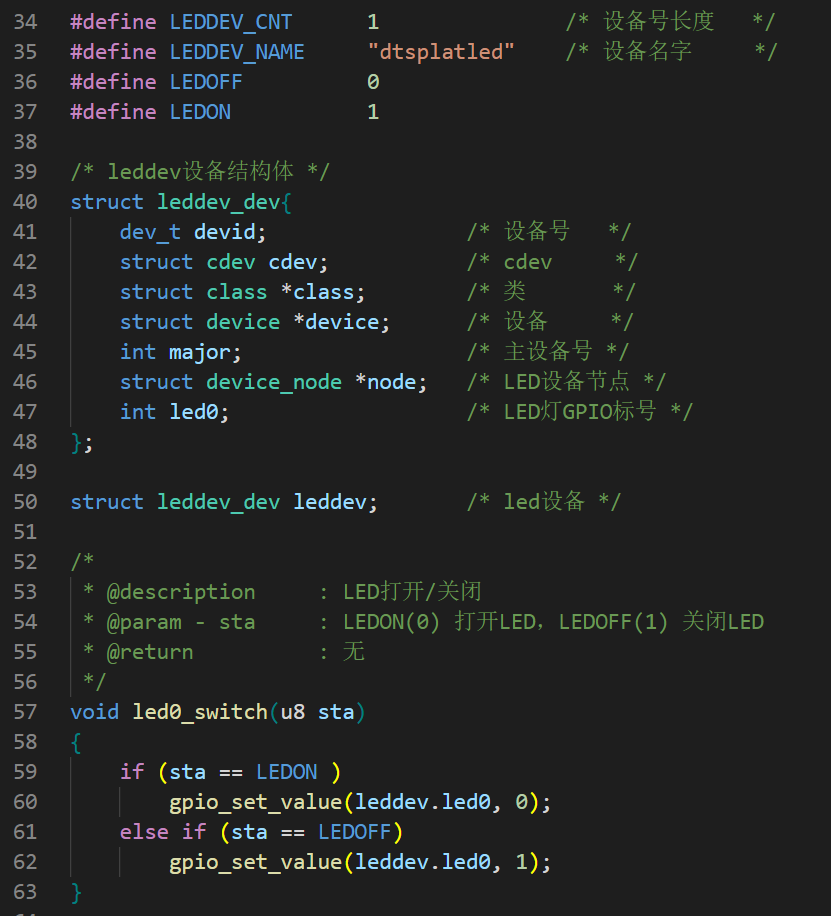 34 #define LEDDEV_CNT      1               /* 设备号长度   */
35 #define LEDDEV_NAME     "dtsplatled"    /* 设备名字     */
36 #define LEDOFF          0
37 #define LEDON           1
38
39 /* leddev设备结构体 */
40 struct leddev_dev{
41     dev_t devid;                /* 设备号   */
42     struct cdev cdev;           /* cdev     */
43     struct class *class;        /* 类       */
44     struct device *device;      /* 设备     */
45     int major;                  /* 主设备号 */
46     struct device_node *node;   /* LED设备节点 */
47     int led0;                   /* LED灯GPIO标号 */
48 };
49
50 struct leddev_dev leddev;       /* led设备 */
51
52 /*
53  * @description     : LED打开/关闭
54  * @param - sta     : LEDON(0) 打开LED，LEDOFF(1) 关闭LED
55  * @return          : 无
56  */
57 void led0_switch(u8 sta)
58 {
59     if (sta == LEDON )
60         gpio_set_value(leddev.led0, 0);
61     else if (sta == LEDOFF)
62         gpio_set_value(leddev.led0, 1);
63 }